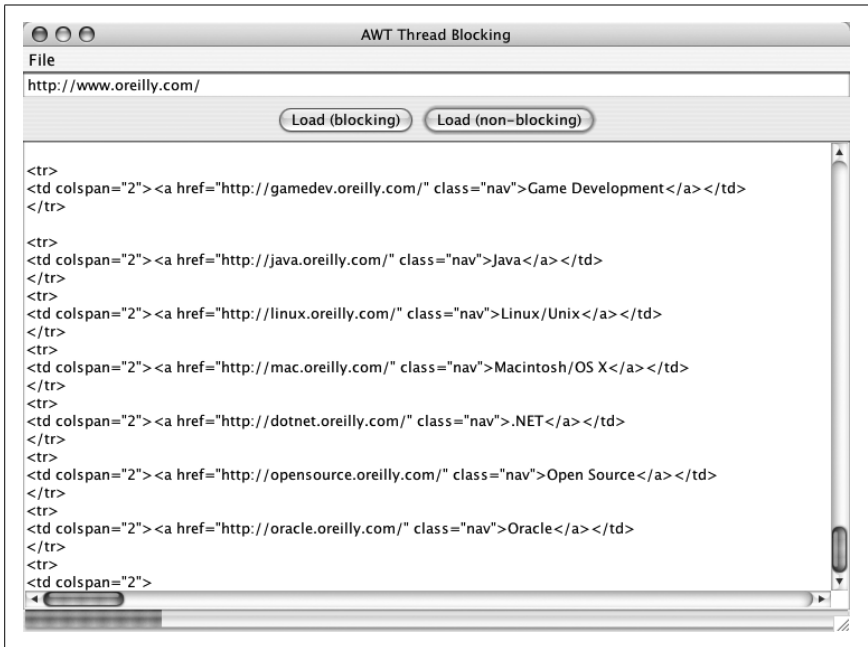 AWT Thread Blocking
File
http://www.oreilly.com/
Load (blocking) Load (non-blocking)
<tr>
<td colspan="2"><a href="http://gamedev.oreilly.com/" class="nav">Game Development</a></td>
</tr>
<tr>
<td colspan="2"><a href="http://java.oreilly.com/" class="nav">Java</a></td>
</tr>
<tr>
<td colspan="2"><a href="http://linux.oreilly.com/" class="nav">Linux/Unix</a></td>
</tr>
<tr>
<td colspan="2"><a href="http://mac.oreilly.com/" class="nav">Macintosh/OS X</a></td>
</tr>
<tr>
<td colspan="2"><a href="http://dotnet.oreilly.com/" class="nav">.NET</a></td>
</tr>
<tr>
<td colspan="2"><a href="http://opensource.oreilly.com/" class="nav">Open Source</a></td>
</tr>
<tr>
<td colspan="2"><a href="http://oracle.oreilly.com/" class="nav">Oracle</a></td>
</tr>
<tr>
<td colspan="2">